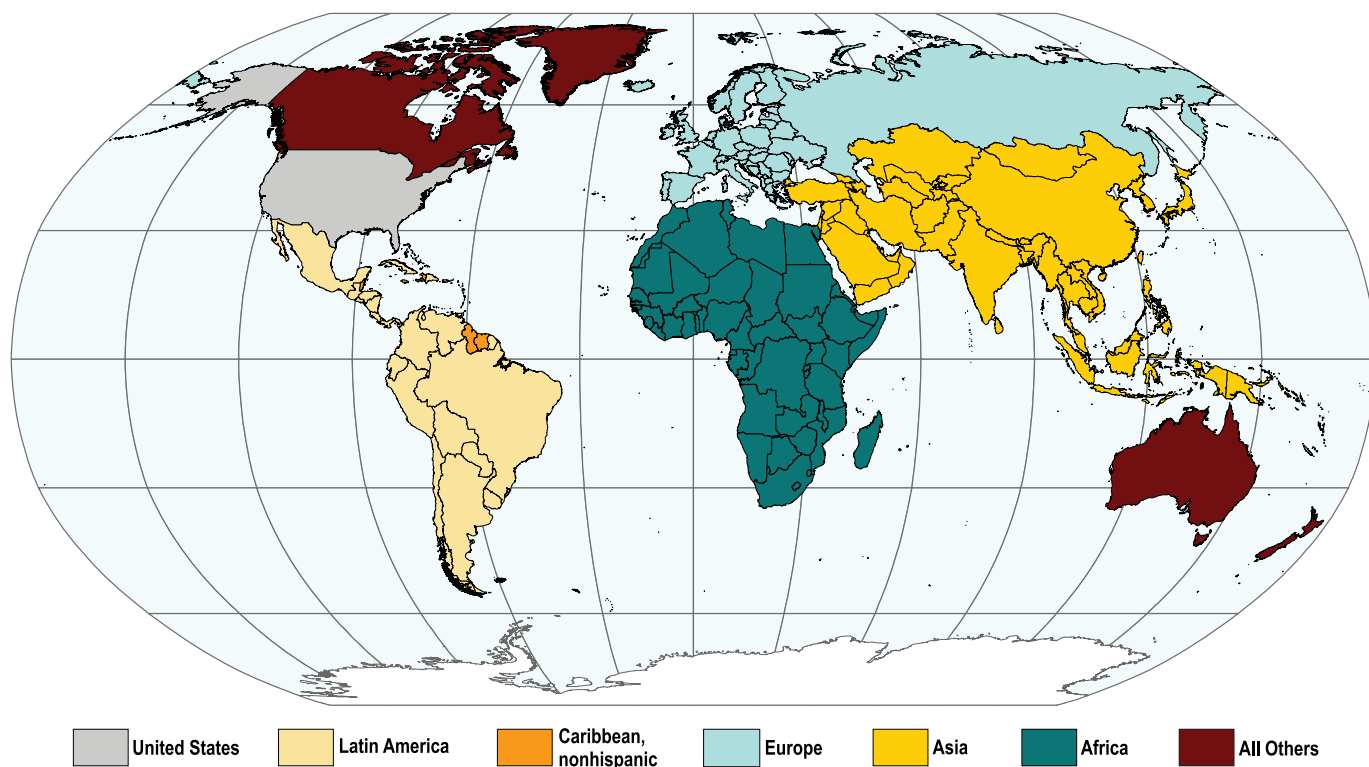 United States
Latin America
Caribbean,
nonhispanic
Europe
Asia
Africa
All Others